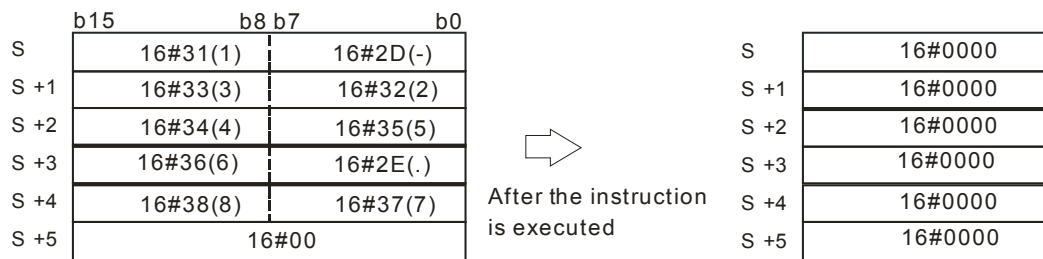 b15 b8 b7 b0
S 16#31(1) 16#2D(-) S 16#0000
S +1 16#33(3) 16#32(2) S +1 16#0000
S +2 16#34(4) 16#35(5) S +2 16#0000
S +3 16#36(6) 16#2E(.) S +3 16#0000
S +4 16#38(8) 16#37(7) After the instruction S +4 16#0000
S +5 16#00 is executed S +5 16#0000